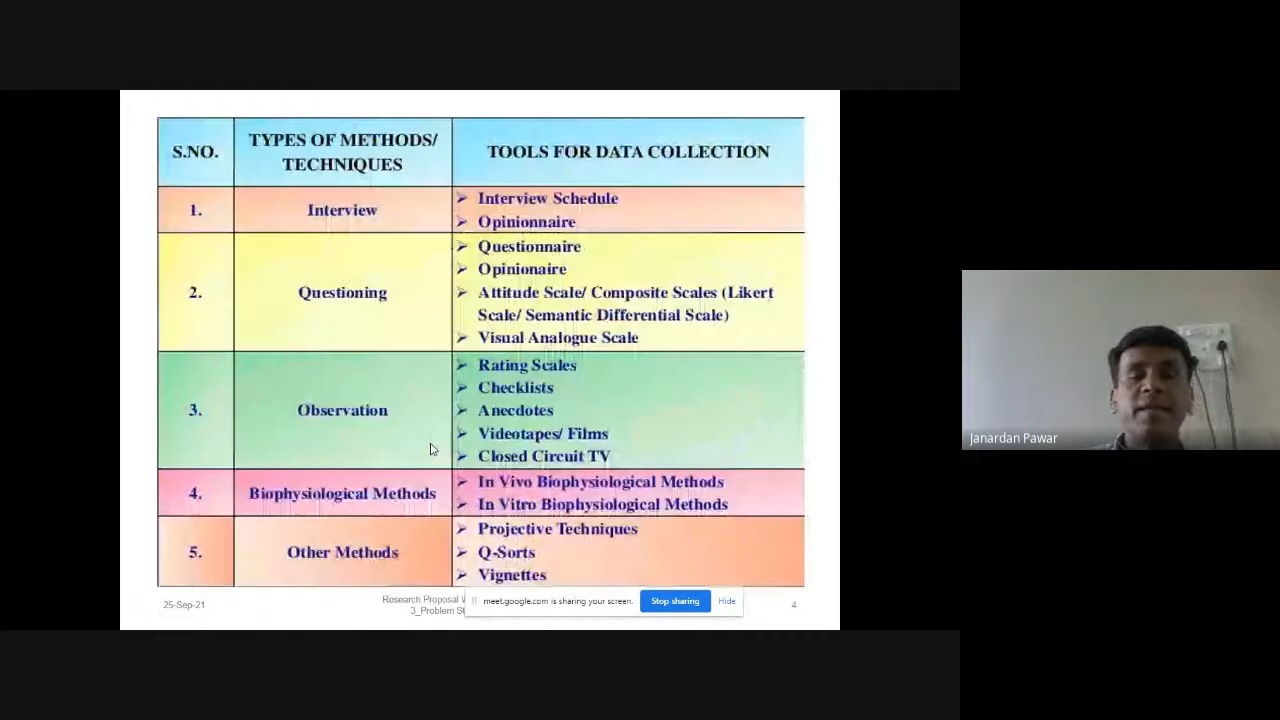 S.NO.
TYPES OF METHODS/
TECHNIQUES
TOOLS FOR DATA COLLECTION
1.
Interview
➢ Interview Schedule
➢ Opinionnaire
2.
Questioning
➢ Questionnaire
➢ Opinionaire
➢ Attitude Scale/ Composite Scales (Likert
Scale/ Semantic Differential Scale)
➢ Visual Analogue Scale
3.
Observation
➢ Rating Scales
➢ Checklists
➢ Anecdotes
➢ Videotapes/ Films
➢ Closed Circuit TV
4.
Biophysiological Methods
➢ In Vivo Biophysiological Methods
➢ In Vitro Biophysiological Methods
5.
Other Methods
➢ Projective Techniques
➢ Q-Sorts
➢ Vignettes
25-Sep-21
Research Proposal
3_Problem
meet.google.com is sharing your screen.
Stop sharing
Hide
4
Janardan Pawar